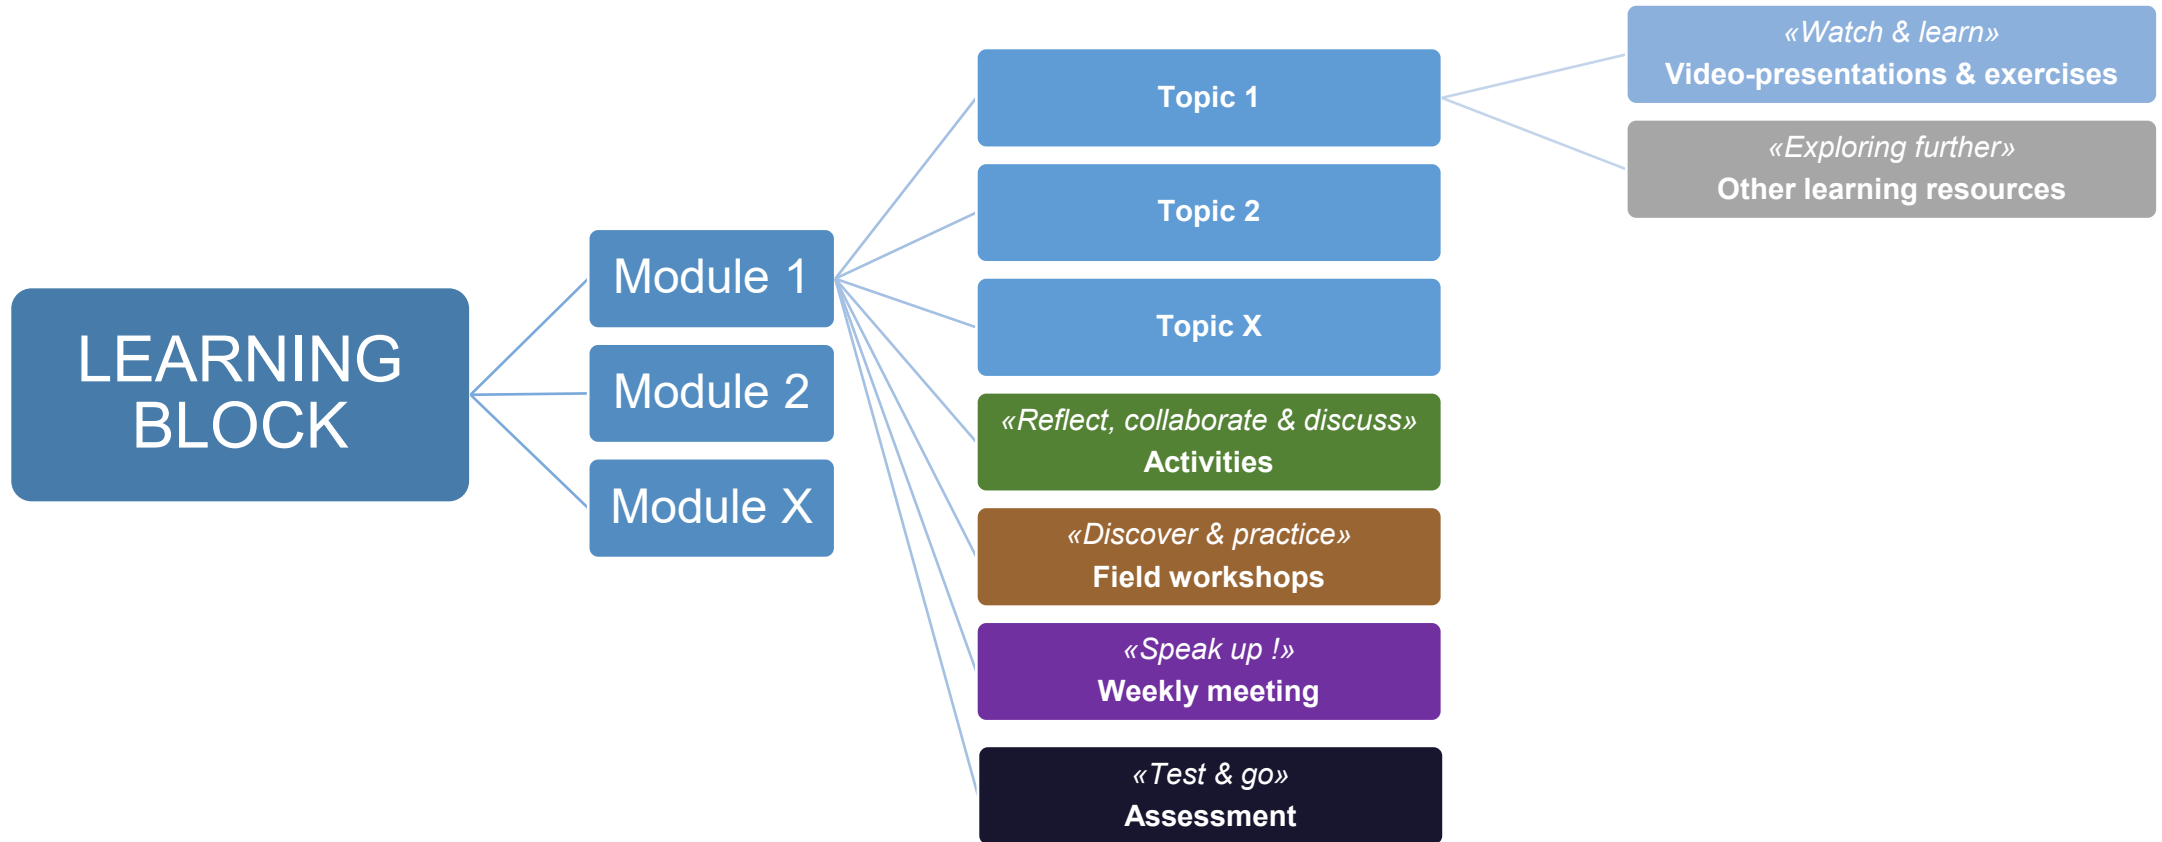 LEARNING
BLOCK
Module 1
Module 2
Module X
Topic 1
Topic 2
Topic X
«Reflect, collaborate & discuss»
Activities
«Discover & practice»
Field workshops
«Speak up !»
Weekly meeting
«Test & go»
Assessment
«Watch & learn»
Video-presentations & exercises
«Exploring further»
Other learning resources